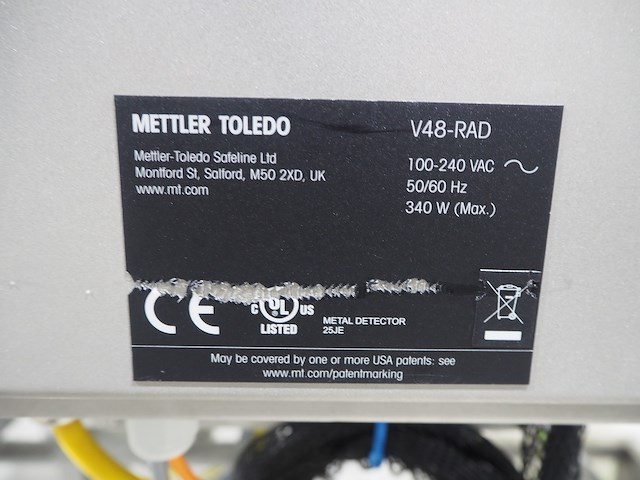 METTLER TOLEDO
Mettler-Toledo Safeline Ltd
Montford St, Salford, M50 2XD, UK
www.mt.com
V48-RAD
100-240 VAC
50/60 Hz
340 W (Max.)
CE
C UL US
LISTED
METAL DETECTOR
25JE
May be covered by one or more USA patents: see
www.mt.com/patentmarking